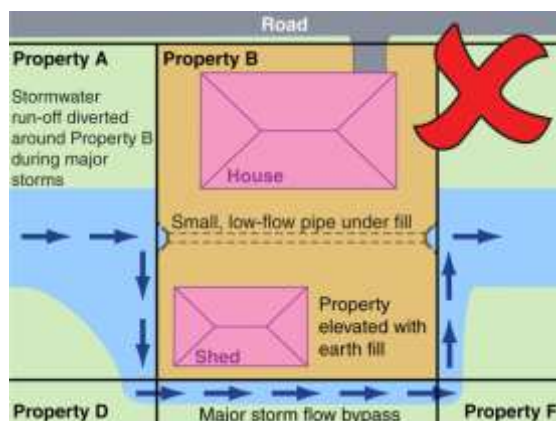 Road
Property A
Property B
Stormwater
run-off diverted
around Property B
during major
storms
House
Small, low-flow pipe under fill
Property
elevated with
earth fill
Shed
Property D
Major storm flow bypass
Property F